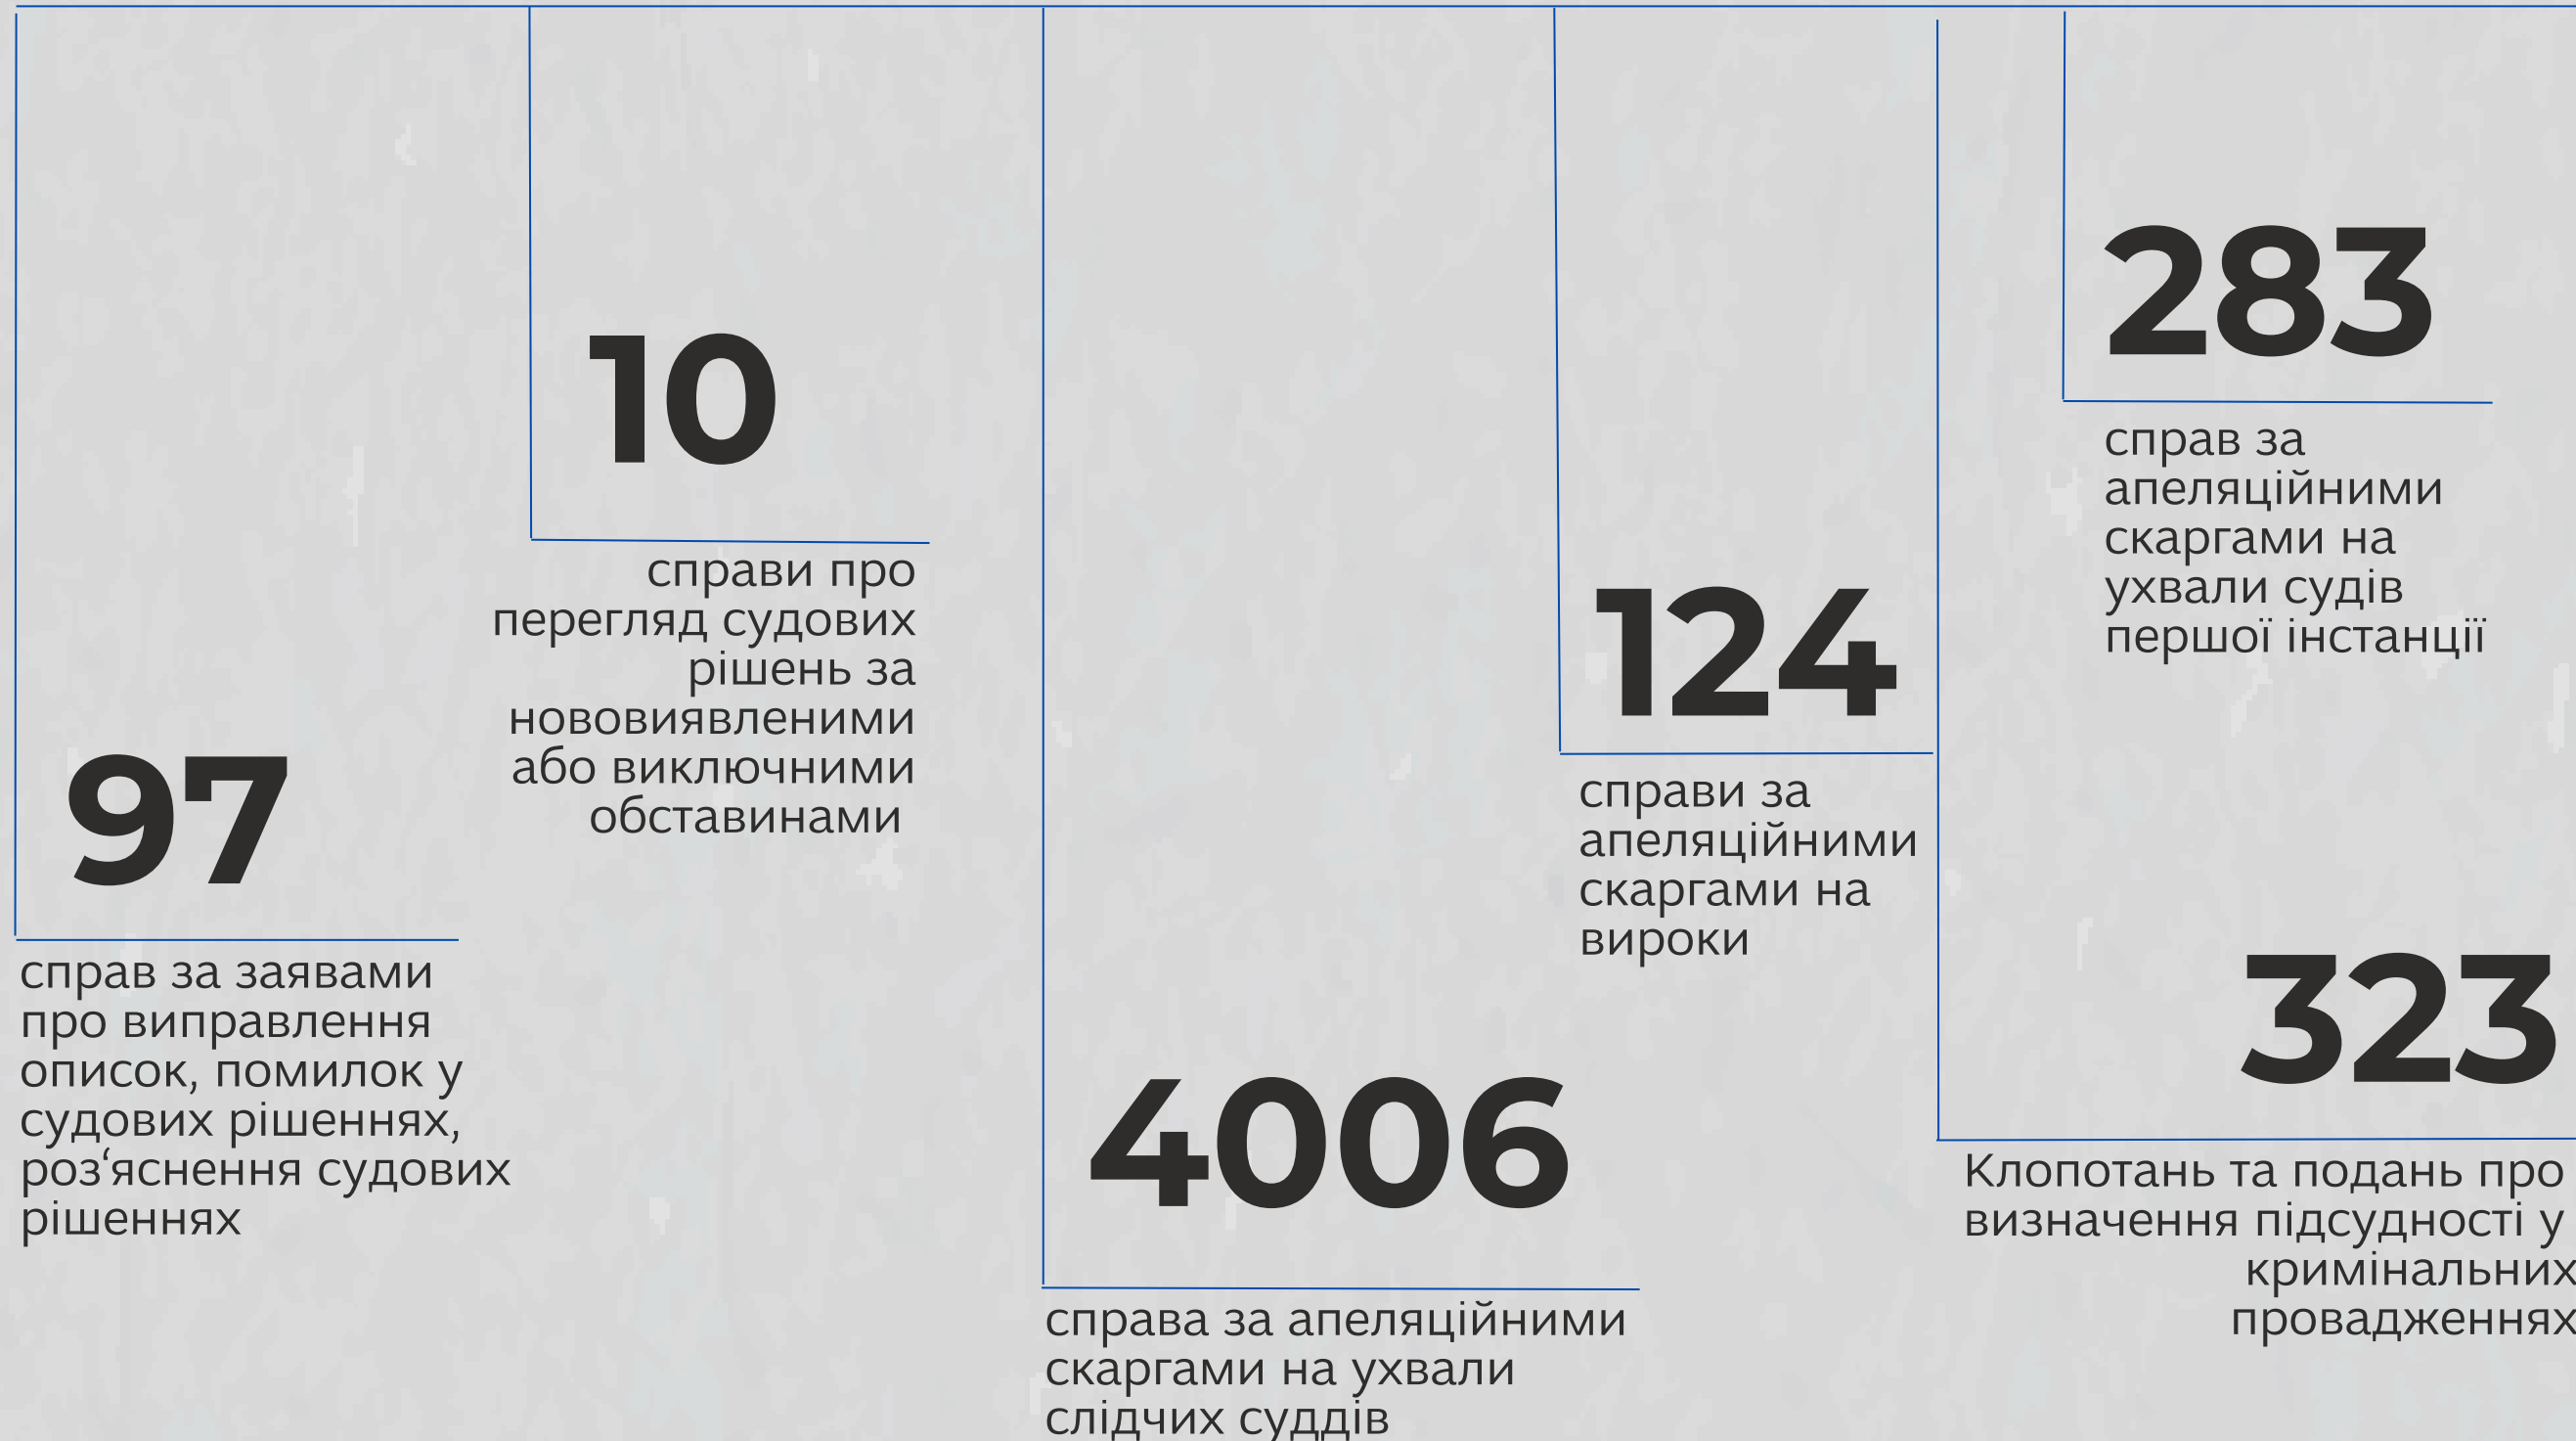 97
справ за заявами
про виправлення
описок, помилок у
судових рішеннях,
роз‘яснення судових
рішеннях
10
справи про
перегляд судових
рішень за
нововиявленими
або виключними
обставинами
4006
справа за апеляційними
скаргами на ухвали
слідчих суддів
124
справи за
апеляційними
скаргами на
вироки
283
справ за
апеляційними
скаргами на
ухвали судів
першої інстанції
323
Клопотань та подань про
визначення підсудності у
кримінальних
провадженнях